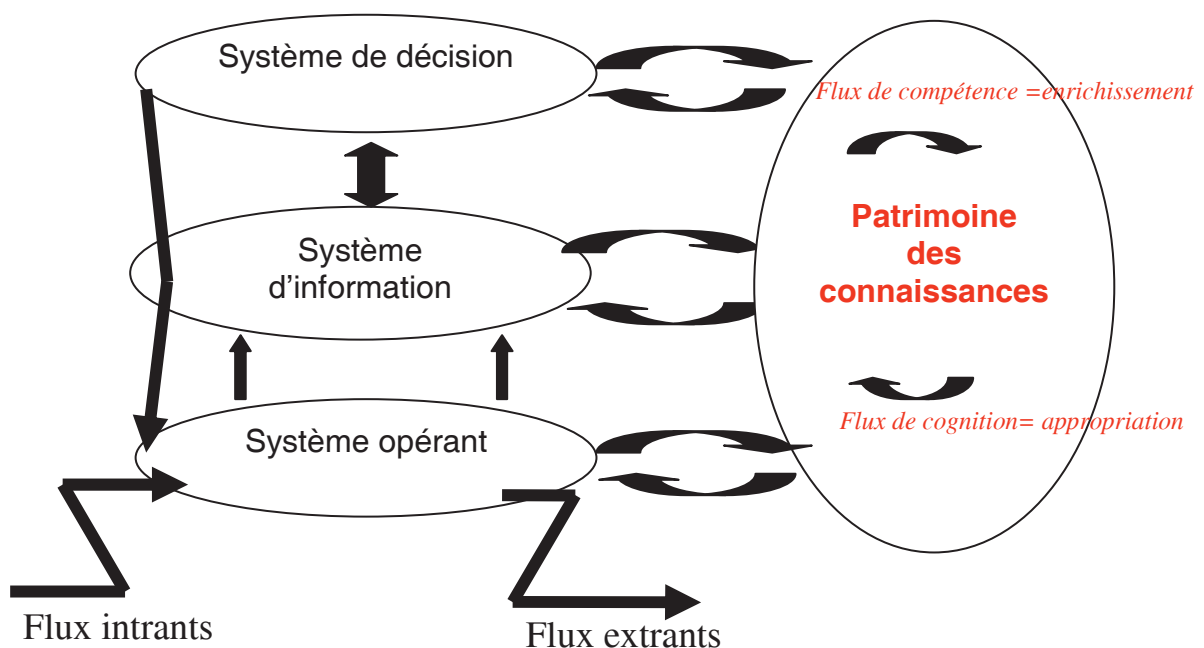 Système de décision
Flux de compétence =enrichissement
Patrimoine
des
connaissances
Système
d'information
Flux de cognition= appropriation
Système opérant
Flux intrants
Flux extrants